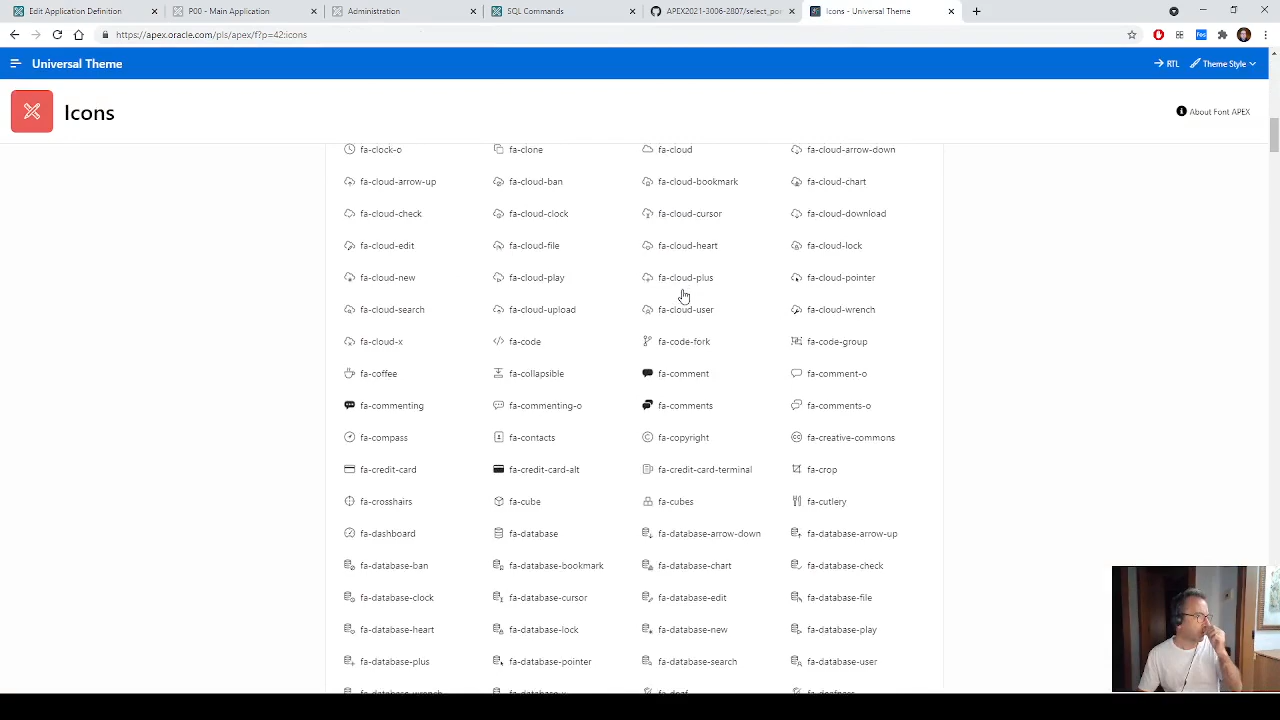 Edit Application Definition
P00 - Main Application
Administration
SQL Commands
APEX2021-3006-2807/select_po
Icons - Universal Theme
https://apex.oracle.com/pls/apex/f?p=42:icons
Universal Theme
RTL
Theme Style
Icons
About Font APEX
fa-clock-o fa-clone fa-cloud fa-cloud-arrow-down
fa-cloud-arrow-up fa-cloud-ban fa-cloud-bookmark fa-cloud-chart
fa-cloud-check fa-cloud-clock fa-cloud-cursor fa-cloud-download
fa-cloud-edit fa-cloud-file fa-cloud-heart fa-cloud-lock
fa-cloud-new fa-cloud-play fa-cloud-plus fa-cloud-pointer
fa-cloud-search fa-cloud-upload fa-cloud-user fa-cloud-wrench
fa-cloud-x fa-code fa-code-fork fa-code-group
fa-coffee fa-collapsible fa-comment fa-comment-o
fa-commenting fa-commenting-o fa-comments fa-comments-o
fa-compass fa-contacts fa-copyright fa-creative-commons
fa-credit-card fa-credit-card-alt fa-credit-card-terminal fa-crop
fa-crosshairs fa-cube fa-cubes fa-cutlery
fa-dashboard fa-database fa-database-arrow-down fa-database-arrow-up
fa-database-ban fa-database-bookmark fa-database-chart fa-database-check
fa-database-clock fa-database-cursor fa-database-edit fa-database-file
fa-database-heart fa-database-lock fa-database-new fa-database-play
fa-database-plus fa-database-pointer fa-database-search fa-database-user